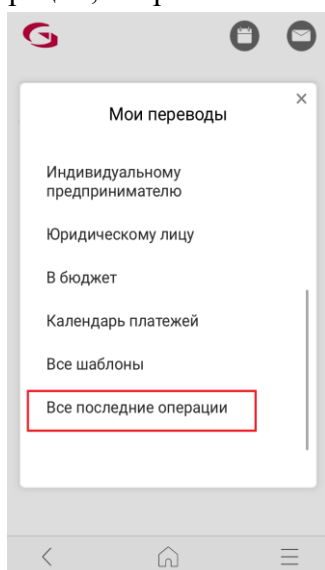 Мои переводы
Индивидуальному
предпринимателю
Юридическому лицу
В бюджет
Календарь платежей
Все шаблоны
Все последние операции